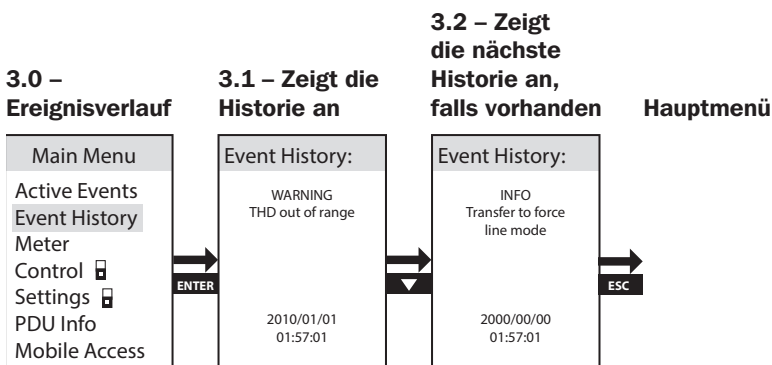 3.0 –
Ereignisverlauf
Main Menu
Active Events
Event History
Meter
Control
Settings
PDU Info
Mobile Access
ENTER
3.1 – Zeigt die
Historie an
Event History:
WARNING
THD out of range
2010/01/01
01:57:01
3.2 – Zeigt
die nächste
Historie an,
falls vorhanden
Event History:
INFO
Transfer to force
line mode
2000/00/00
01:57:01
ESC
Hauptmenü